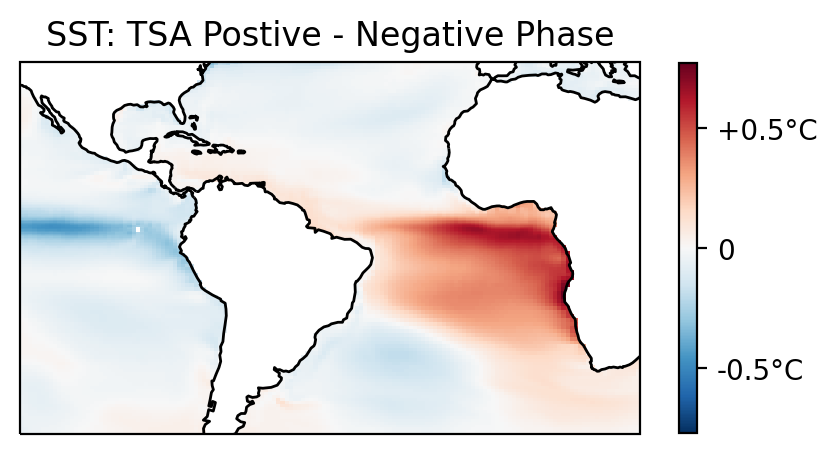 SST: TSA Postive - Negative Phase
+0.5°C
0
-0.5°C